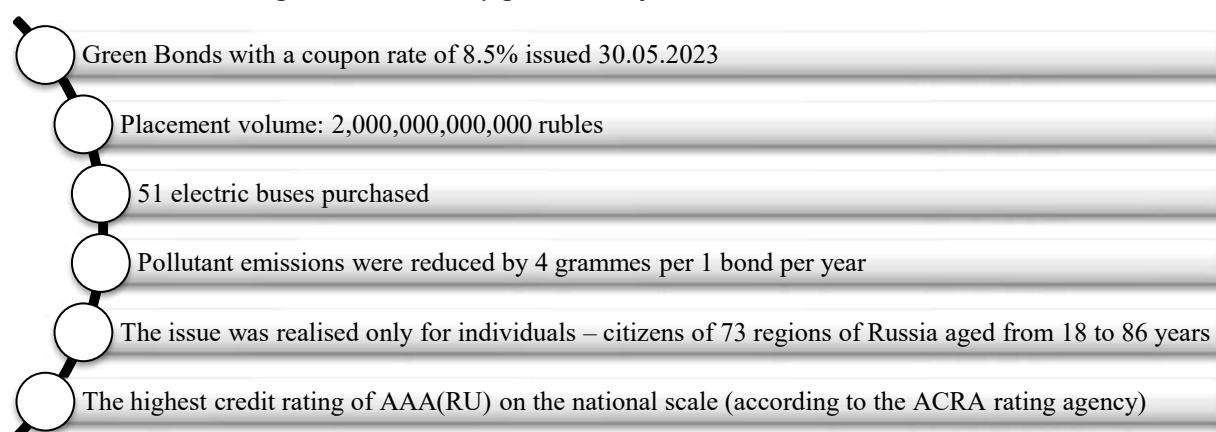 Green Bonds with a coupon rate of 8.5% issued 30.05.2023
Placement volume: 2,000,000,000,000 rubles
51 electric buses purchased
Pollutant emissions were reduced by 4 grammes per 1 bond per year
The issue was realised only for individuals – citizens of 73 regions of Russia aged from 18 to 86 years
The highest credit rating of AAA(RU) on the national scale (according to the ACRA rating agency)